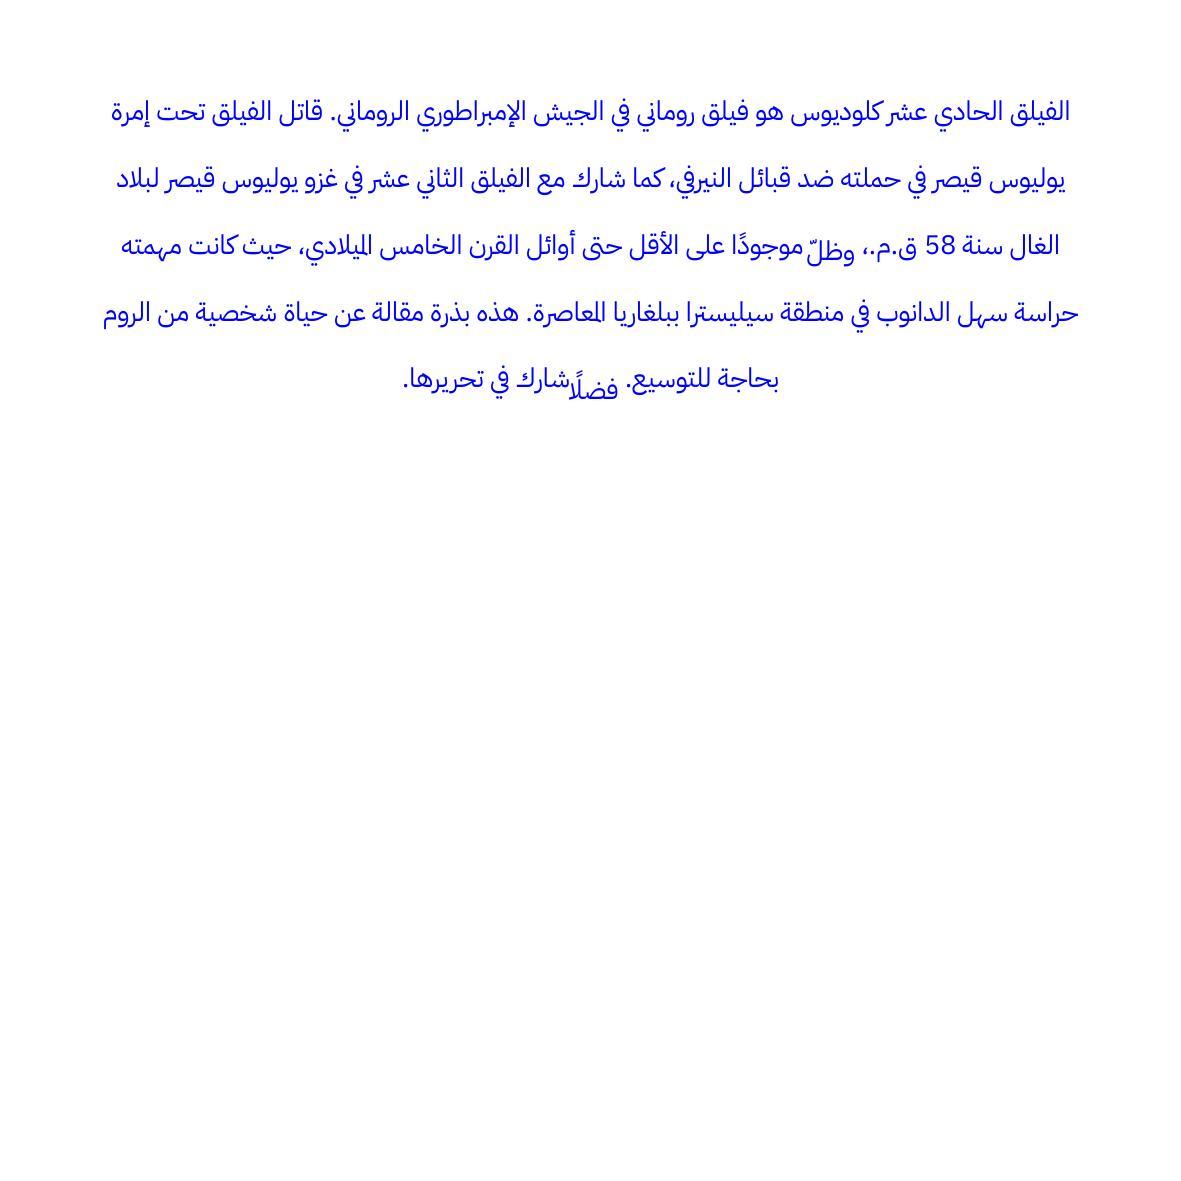 الفيلق الحادي عشر كلوديوس هو فيلق روماني في الجيش الإمبراطوري الروماني. قاتل الفيلق تحت إمرة
يوليوس قيصر في حملته ضد قبائل النيرفي، كما شارك مع الفيلق الثاني عشر في غزو يوليوس قيصر لبلاد
الغال سنة 58 ق.م.، وظلّ موجودًا على الأقل حتى أوائل القرن الخامس الميلادي، حيث كانت مهمته
حراسة سهل الدانوب في منطقة سيليسترا ببلغاريا المعاصرة. هذه بذرة مقالة عن حياة شخصية من الروم
بحاجة للتوسيع. فضلًا شارك في تحريرها.